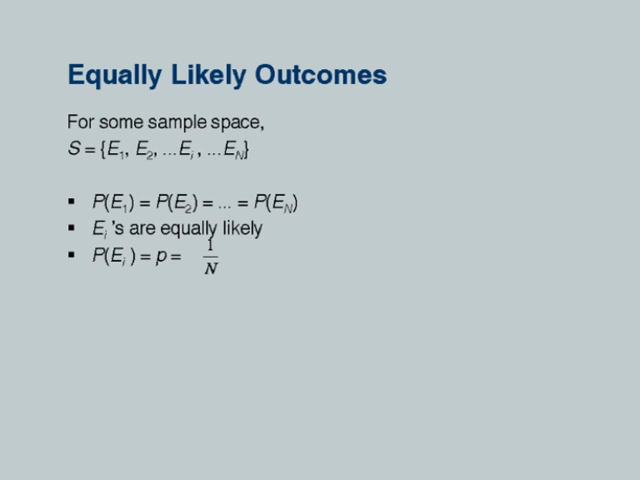 Equally Likely Outcomes
For some sample space,
S = {E₁, E₂, ...Eᵢ , ...E_N}
▪ P(E₁) = P(E₂) = ... = P(E_N)
▪ Eᵢ 's are equally likely
▪ P(Eᵢ ) = p = 1/N